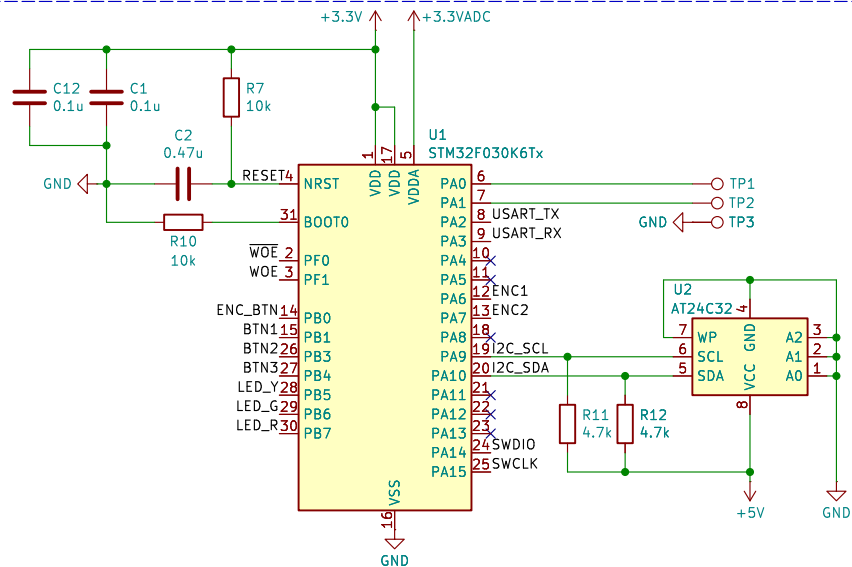 +3.3V
+3.3VADC
C12
0.1u
C1
0.1u
R7
10k
C2
0.47u
GND
R10
10k
U1
STM32F030K6Tx
1
17
5
VDD
VDD
VDDA
RESET 4 NRST
31 BOOT0
WOE 2 PF0
WOE 3 PF1
ENC_BTN 14 PB0
BTN1 15 PB1
BTN2 26 PB3
BTN3 27 PB4
LED_Y 28 PB5
LED_G 29 PB6
LED_R 30 PB7
PA0 6
PA1 7
PA2 8 USART_TX
PA3 9 USART_RX
PA4 10
PA5 11
PA6 12 ENC1
PA7 13 ENC2
PA8 18
PA9 19 I2C_SCL
PA10 20 I2C_SDA
PA11 21
PA12 22
PA13 23
PA14 24 SWDIO
PA15 25 SWCLK
VSS
16
GND
TP1
TP2
GND
TP3
U2
AT24C32
4
GND
7 WP
6 SCL
5 SDA
VCC
8
A2 3
A1 2
A0 1
R11
4.7k
R12
4.7k
+5V
GND